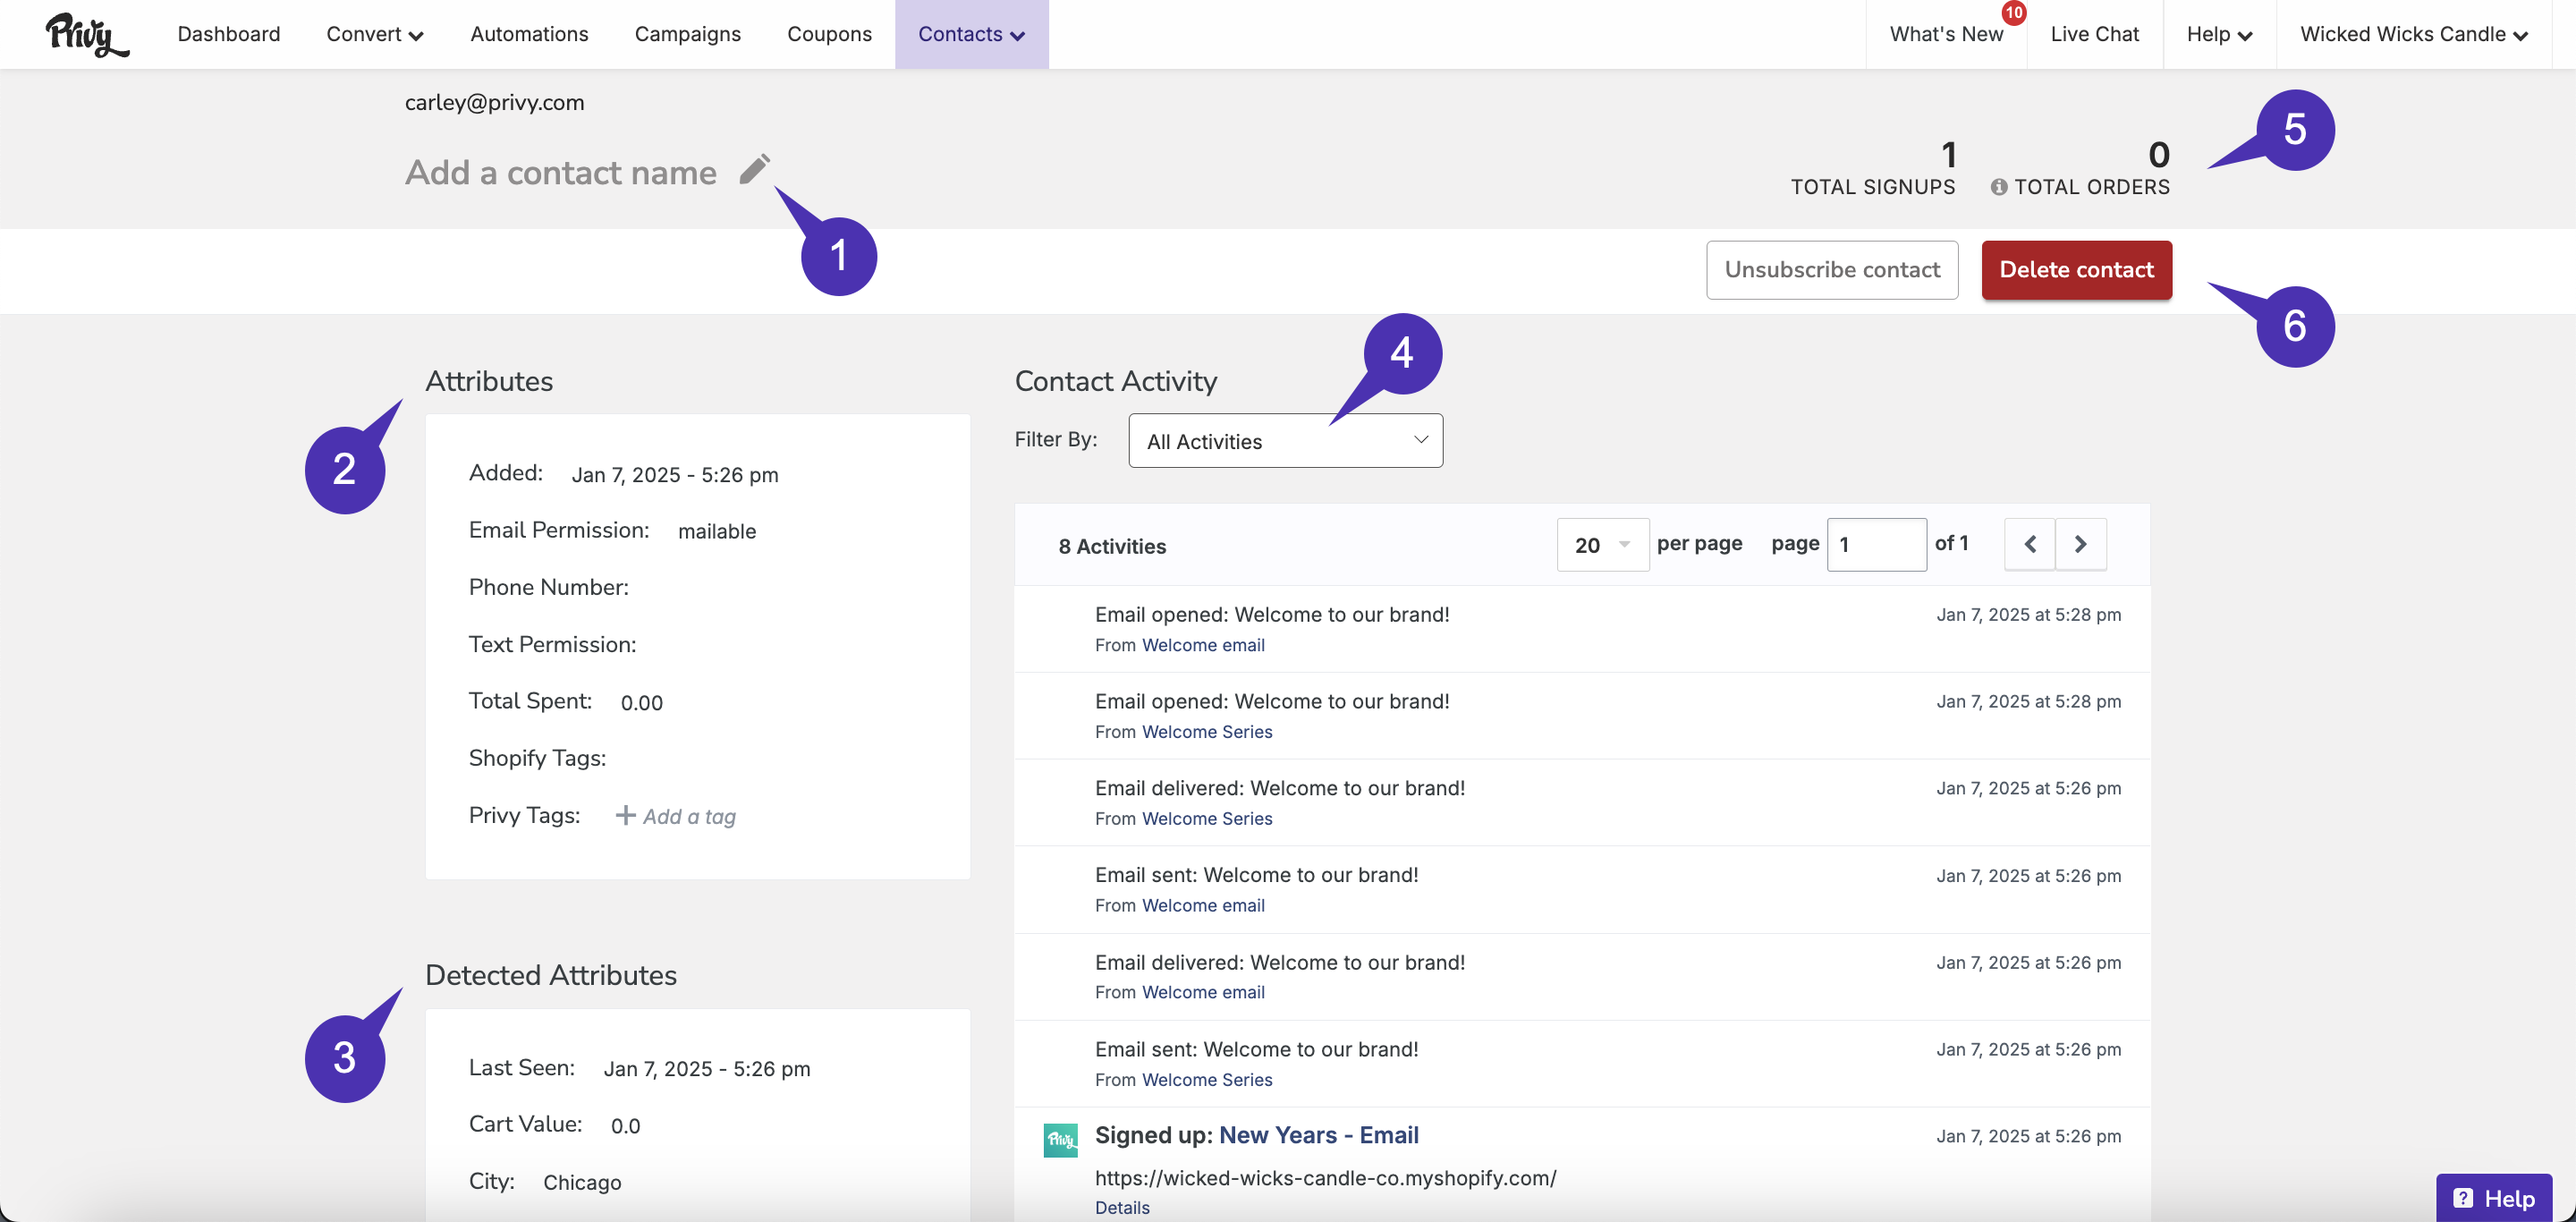 Privy Dashboard Convert Automations Campaigns Coupons Contacts What's New 10 Live Chat Help Wicked Wicks Candle
carley@privy.com
Add a contact name
1
1
TOTAL SIGNUPS
0
TOTAL ORDERS
5
Unsubscribe contact Delete contact
6
Attributes
2
Added: Jan 7, 2025 - 5:26 pm
Email Permission: mailable
Phone Number:
Text Permission:
Total Spent: 0.00
Shopify Tags:
Privy Tags: + Add a tag
Detected Attributes
3
Last Seen: Jan 7, 2025 - 5:26 pm
Cart Value: 0.0
City: Chicago
Contact Activity
4
Filter By: All Activities
8 Activities 20 per page page 1 of 1
Email opened: Welcome to our brand! Jan 7, 2025 at 5:28 pm
From Welcome email
Email opened: Welcome to our brand! Jan 7, 2025 at 5:28 pm
From Welcome Series
Email delivered: Welcome to our brand! Jan 7, 2025 at 5:26 pm
From Welcome Series
Email sent: Welcome to our brand! Jan 7, 2025 at 5:26 pm
From Welcome email
Email delivered: Welcome to our brand! Jan 7, 2025 at 5:26 pm
From Welcome email
Email sent: Welcome to our brand! Jan 7, 2025 at 5:26 pm
From Welcome Series
Privy Signed up: New Years - Email Jan 7, 2025 at 5:26 pm
https://wicked-wicks-candle-co.myshopify.com/
Details
? Help